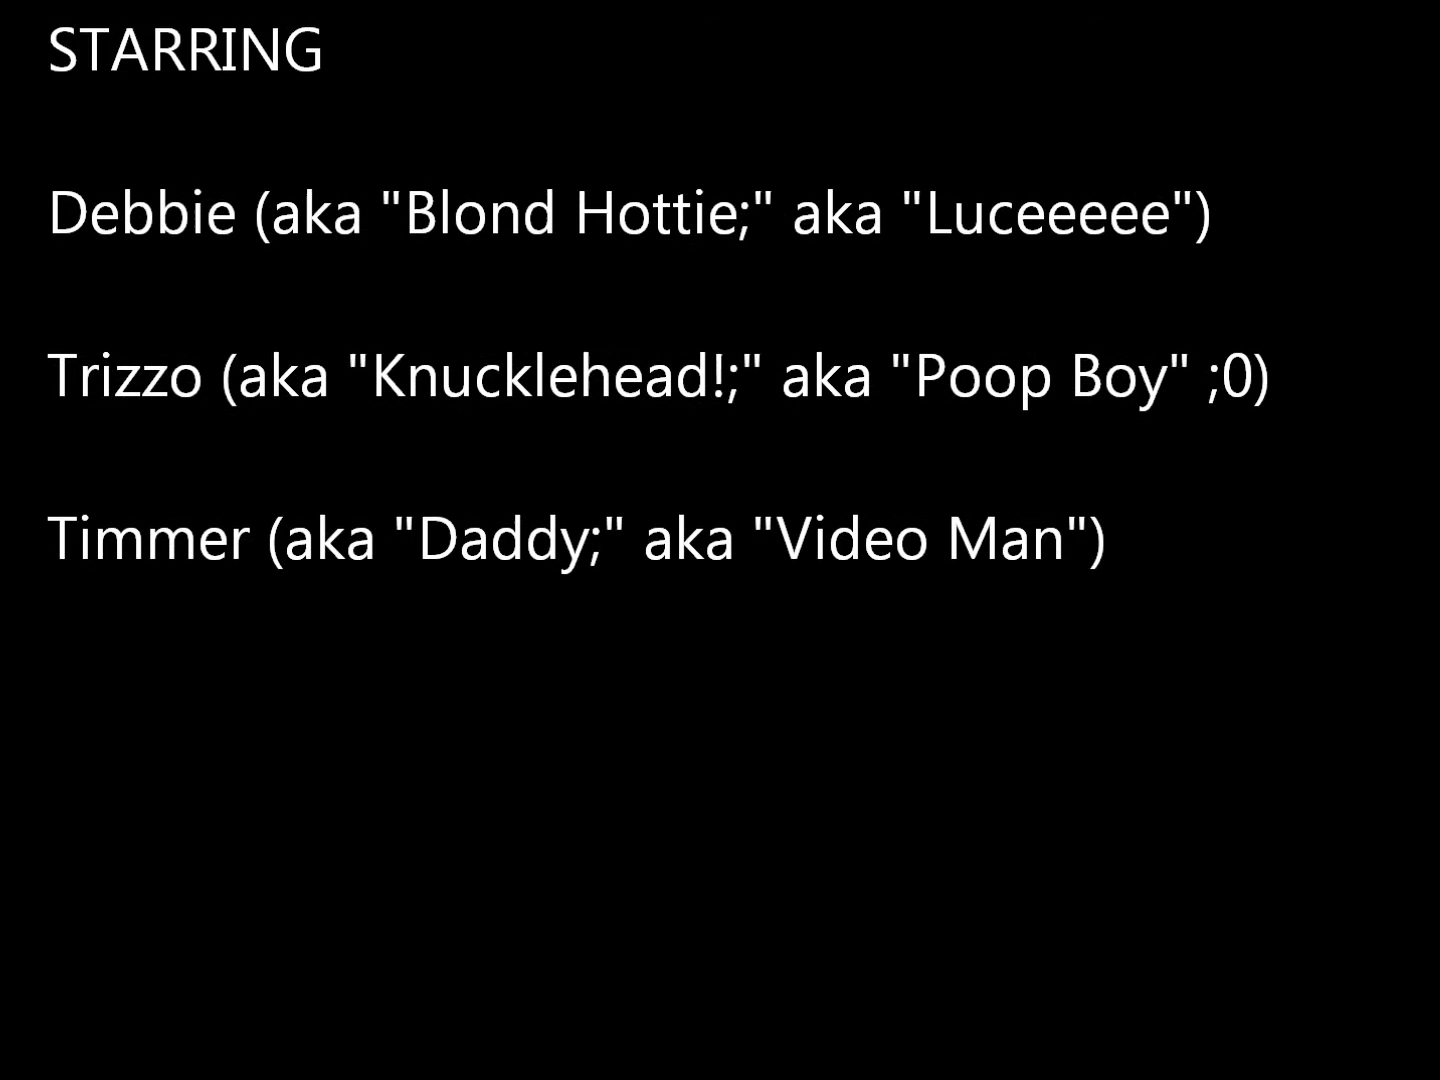 STARRING
Debbie (aka "Blond Hottie;" aka "Luceeeee")
Trizzo (aka "Knucklehead!;" aka "Poop Boy" ;0)
Timmer (aka "Daddy;" aka "Video Man")